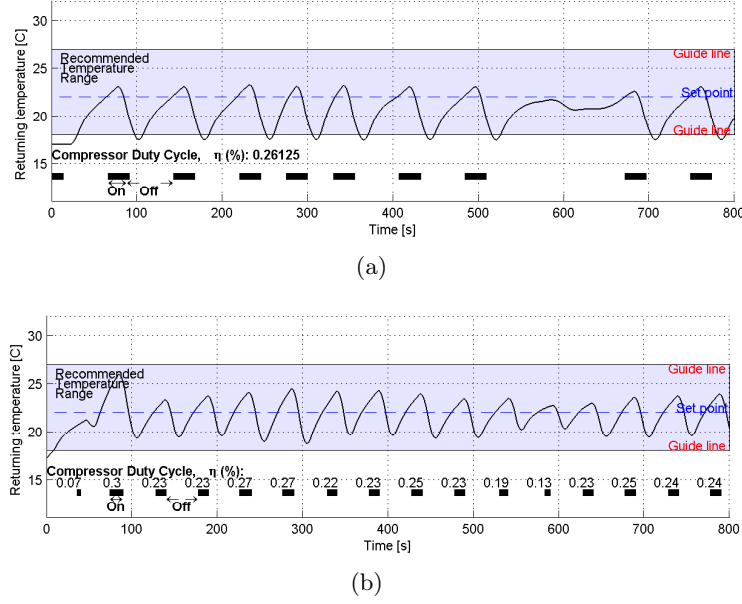 30
Recommended
Guide line
Temperature
Range
25
Set point
20
Guide line
15
Compressor Duty Cycle, η (%): 0.26125
On Off
0 100 200 300 400 500 600 700 800
Time [s]
Returning temperature [C]
(a)
30
Recommended
Guide line
Temperature
Range
25
Set point
20
Guide line
15
Compressor Duty Cycle, η (%):
0.07 0.3 0.23 0.23 0.27 0.27 0.22 0.23 0.25 0.23 0.19 0.13 0.23 0.25 0.24 0.24
On Off
0 100 200 300 400 500 600 700 800
Time [s]
Returning temperature [C]
(b)